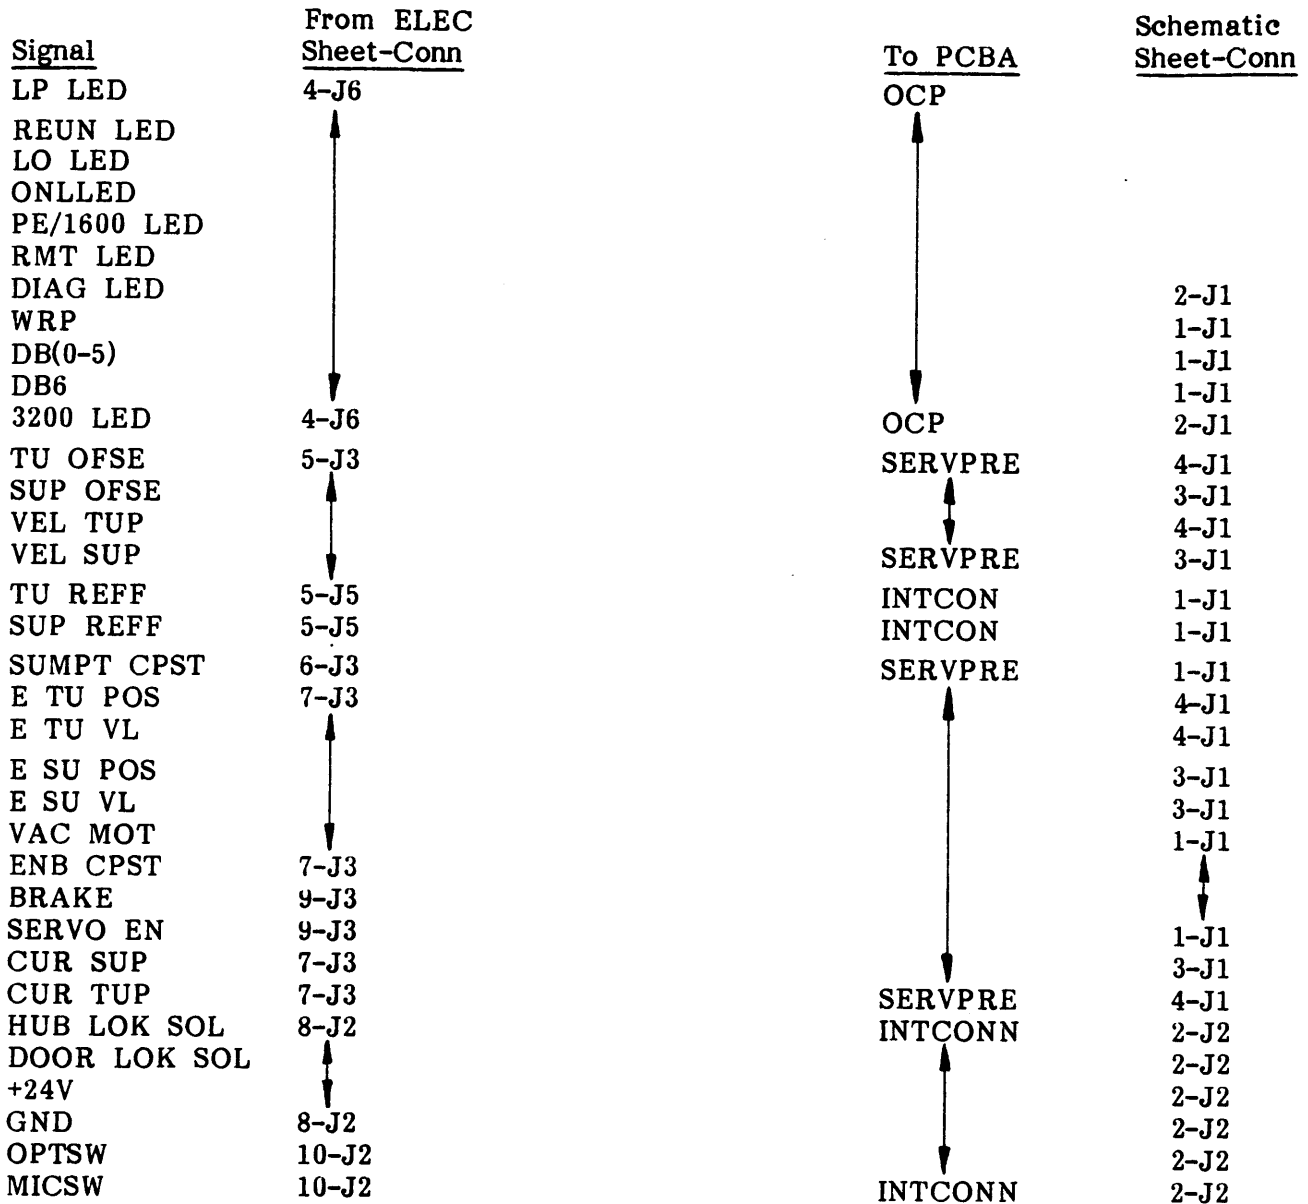 From ELEC Schematic
Signal Sheet-Conn To PCBA Sheet-Conn
LP LED 4-J6 OCP
REUN LED
LO LED
ONLLED
PE/1600 LED
RMT LED
DIAG LED 2-J1
WRP 1-J1
DB(0-5) 1-J1
DB6 1-J1
3200 LED 4-J6 OCP 2-J1
TU OFSE 5-J3 SERVPRE 4-J1
SUP OFSE 3-J1
VEL TUP 4-J1
VEL SUP SERVPRE 3-J1
TU REFF 5-J5 INTCON 1-J1
SUP REFF 5-J5 INTCON 1-J1
SUMPT CPST 6-J3 SERVPRE 1-J1
E TU POS 7-J3 4-J1
E TU VL 4-J1
E SU POS 3-J1
E SU VL 3-J1
VAC MOT 1-J1
ENB CPST 7-J3
BRAKE 9-J3
SERVO EN 9-J3 1-J1
CUR SUP 7-J3 3-J1
CUR TUP 7-J3 SERVPRE 4-J1
HUB LOK SOL 8-J2 INTCONN 2-J2
DOOR LOK SOL 2-J2
+24V 2-J2
GND 8-J2 2-J2
OPTSW 10-J2 2-J2
MICSW 10-J2 INTCONN 2-J2